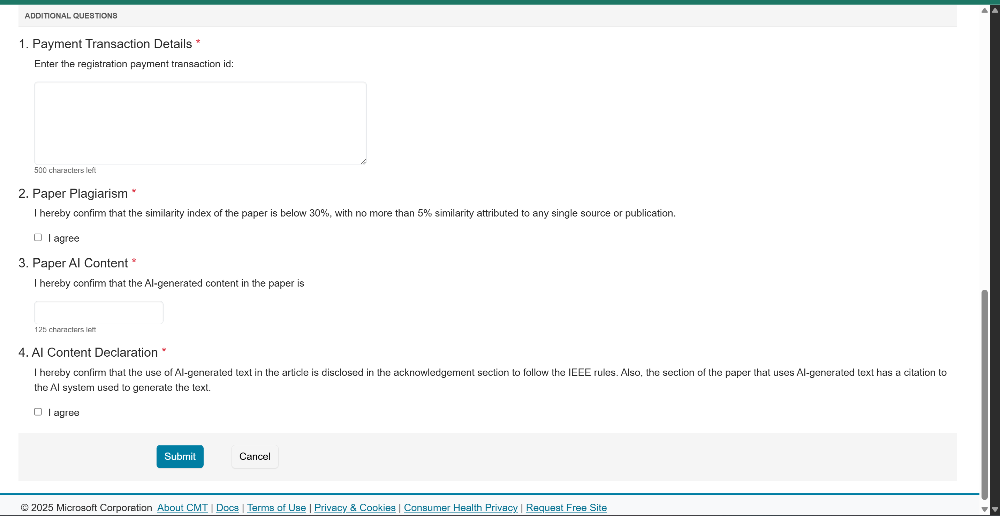 ADDITIONAL QUESTIONS
1. Payment Transaction Details *
Enter the registration payment transaction id:
500 characters left
2. Paper Plagiarism *
I hereby confirm that the similarity index of the paper is below 30%, with no more than 5% similarity attributed to any single source or publication.
I agree
3. Paper AI Content *
I hereby confirm that the AI-generated content in the paper is
125 characters left
4. AI Content Declaration *
I hereby confirm that the use of AI-generated text in the article is disclosed in the acknowledgement section to follow the IEEE rules. Also, the section of the paper that uses AI-generated text has a citation to
the AI system used to generate the text.
I agree
Submit Cancel
© 2025 Microsoft Corporation About CMT | Docs | Terms of Use | Privacy & Cookies | Consumer Health Privacy | Request Free Site